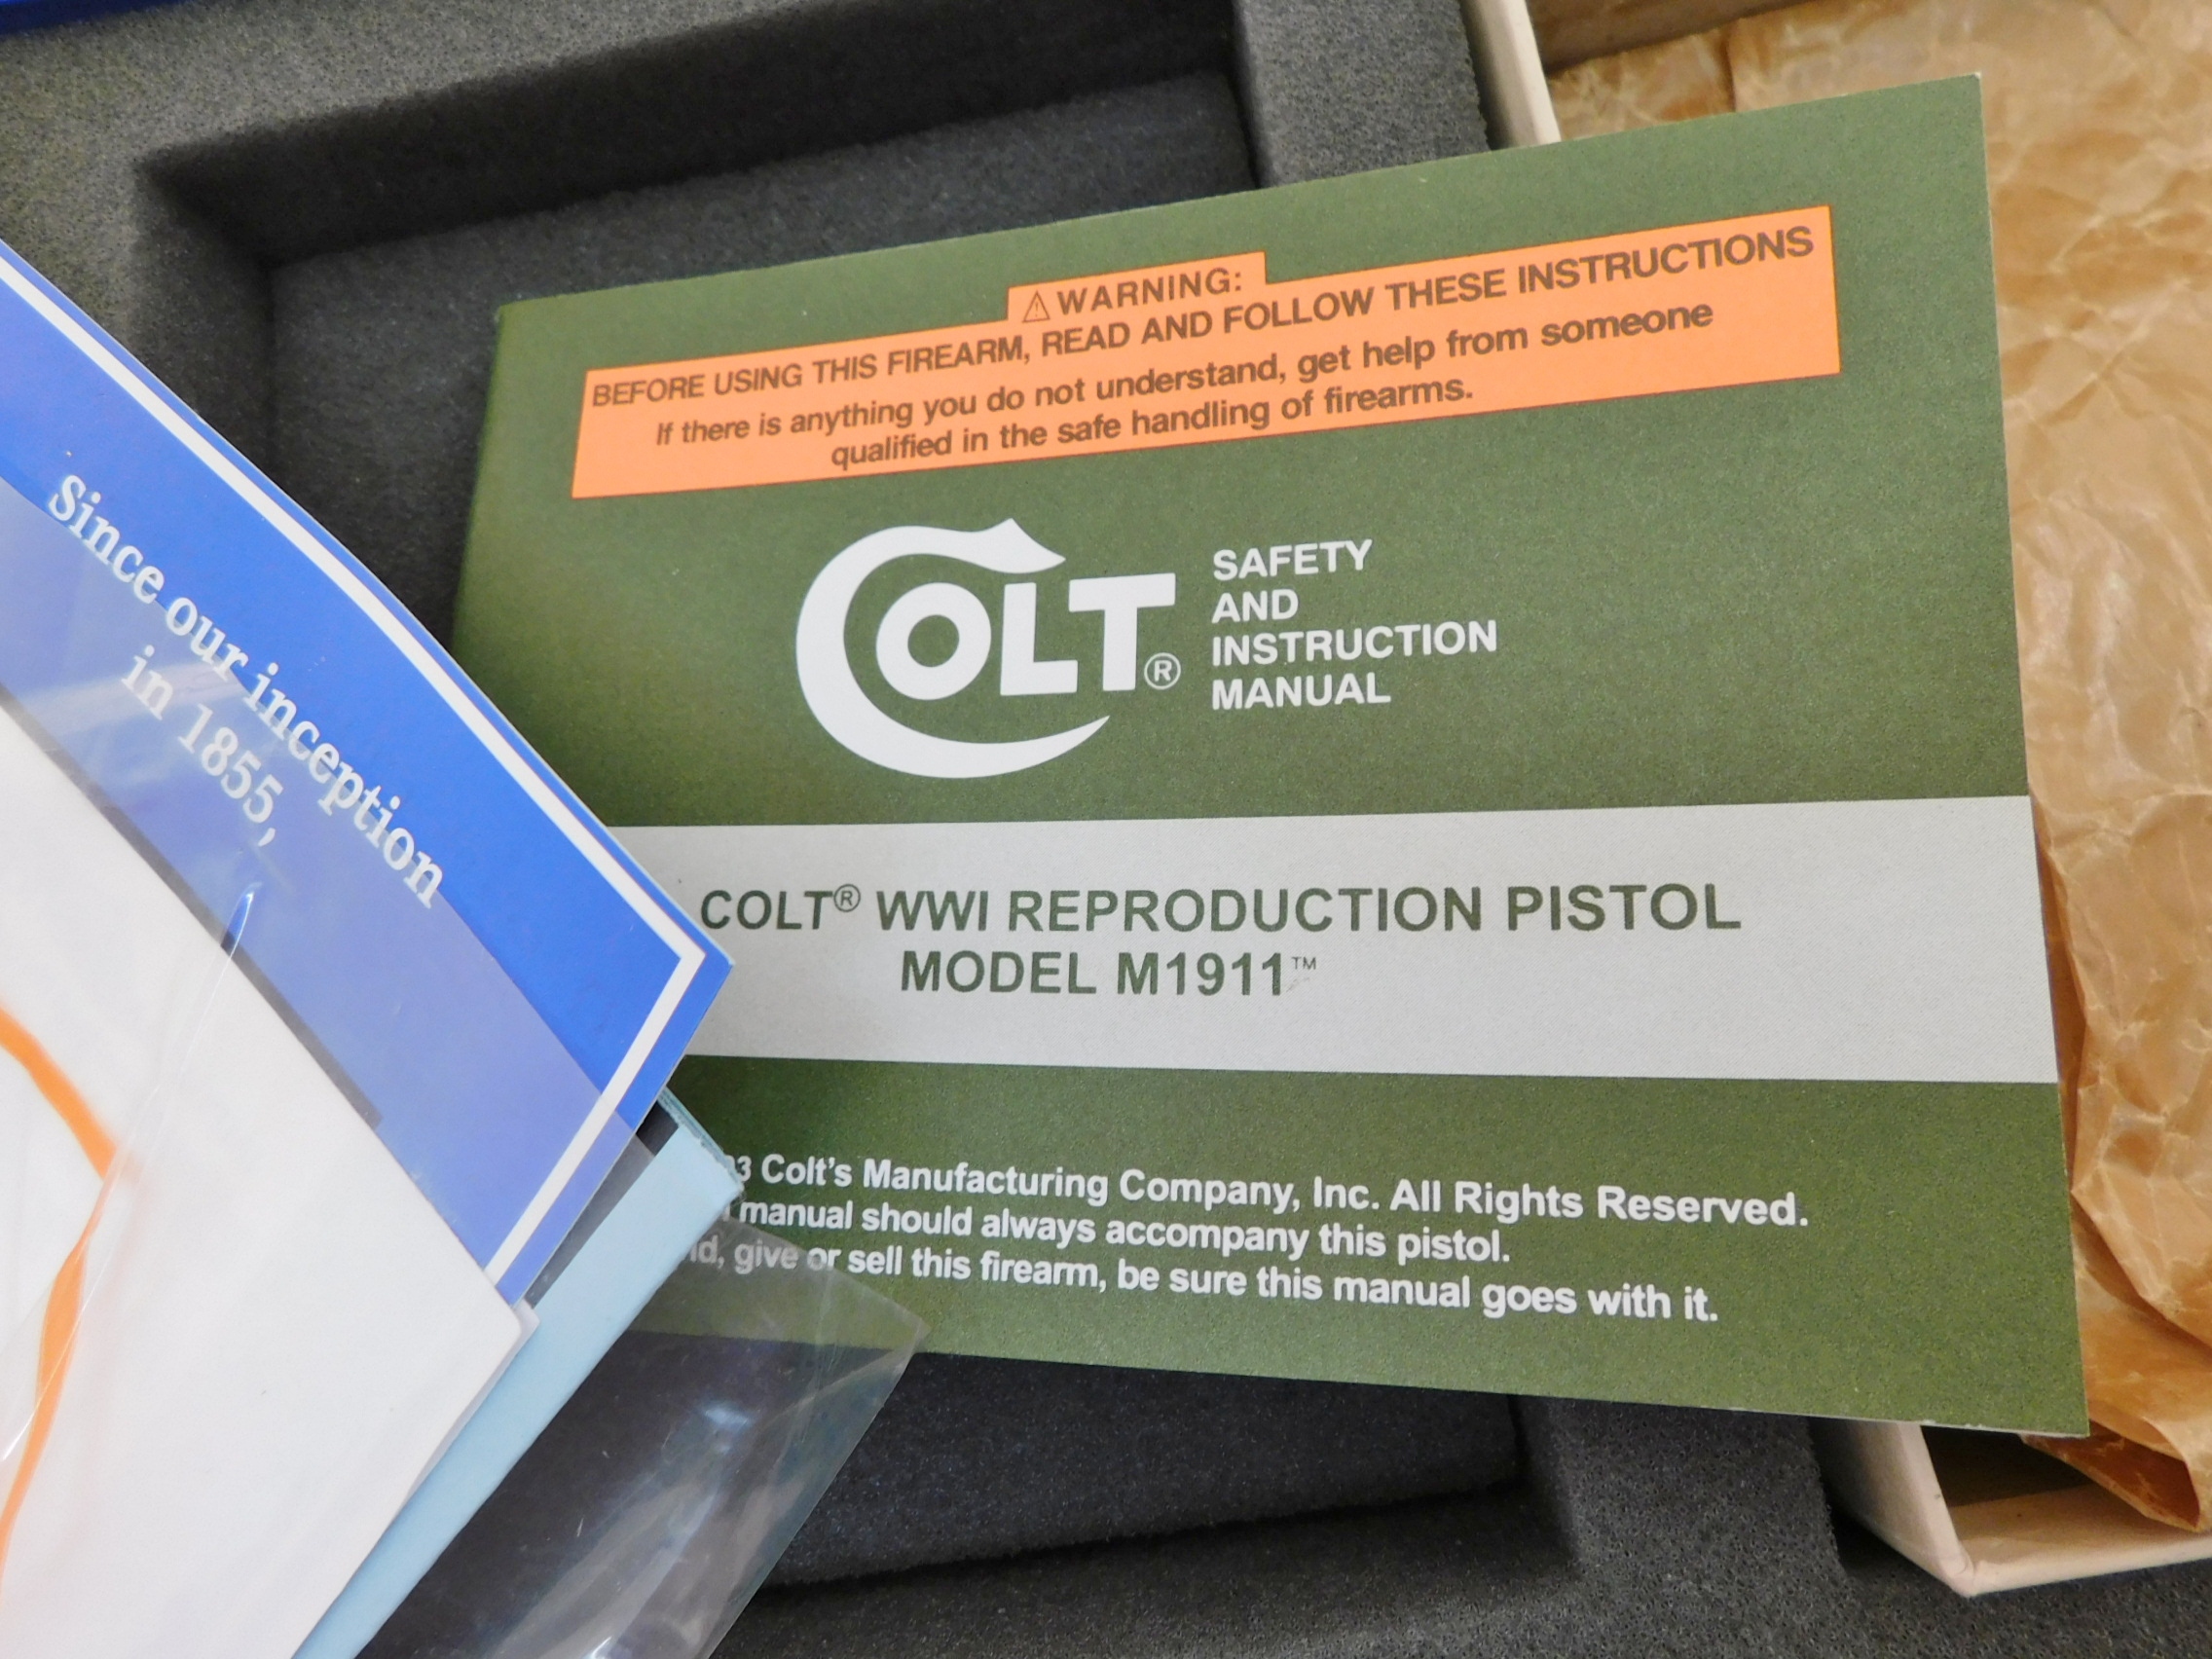 ⚠ WARNING:
BEFORE USING THIS FIREARM, READ AND FOLLOW THESE INSTRUCTIONS
If there is anything you do not understand, get help from someone
qualified in the safe handling of firearms.
COLT®
SAFETY
AND
INSTRUCTION
MANUAL
COLT® WWI REPRODUCTION PISTOL
MODEL M1911™
Colt's Manufacturing Company, Inc. All Rights Reserved.
manual should always accompany this pistol.
give or sell this firearm, be sure this manual goes with it.
Since our inception
in 1855,